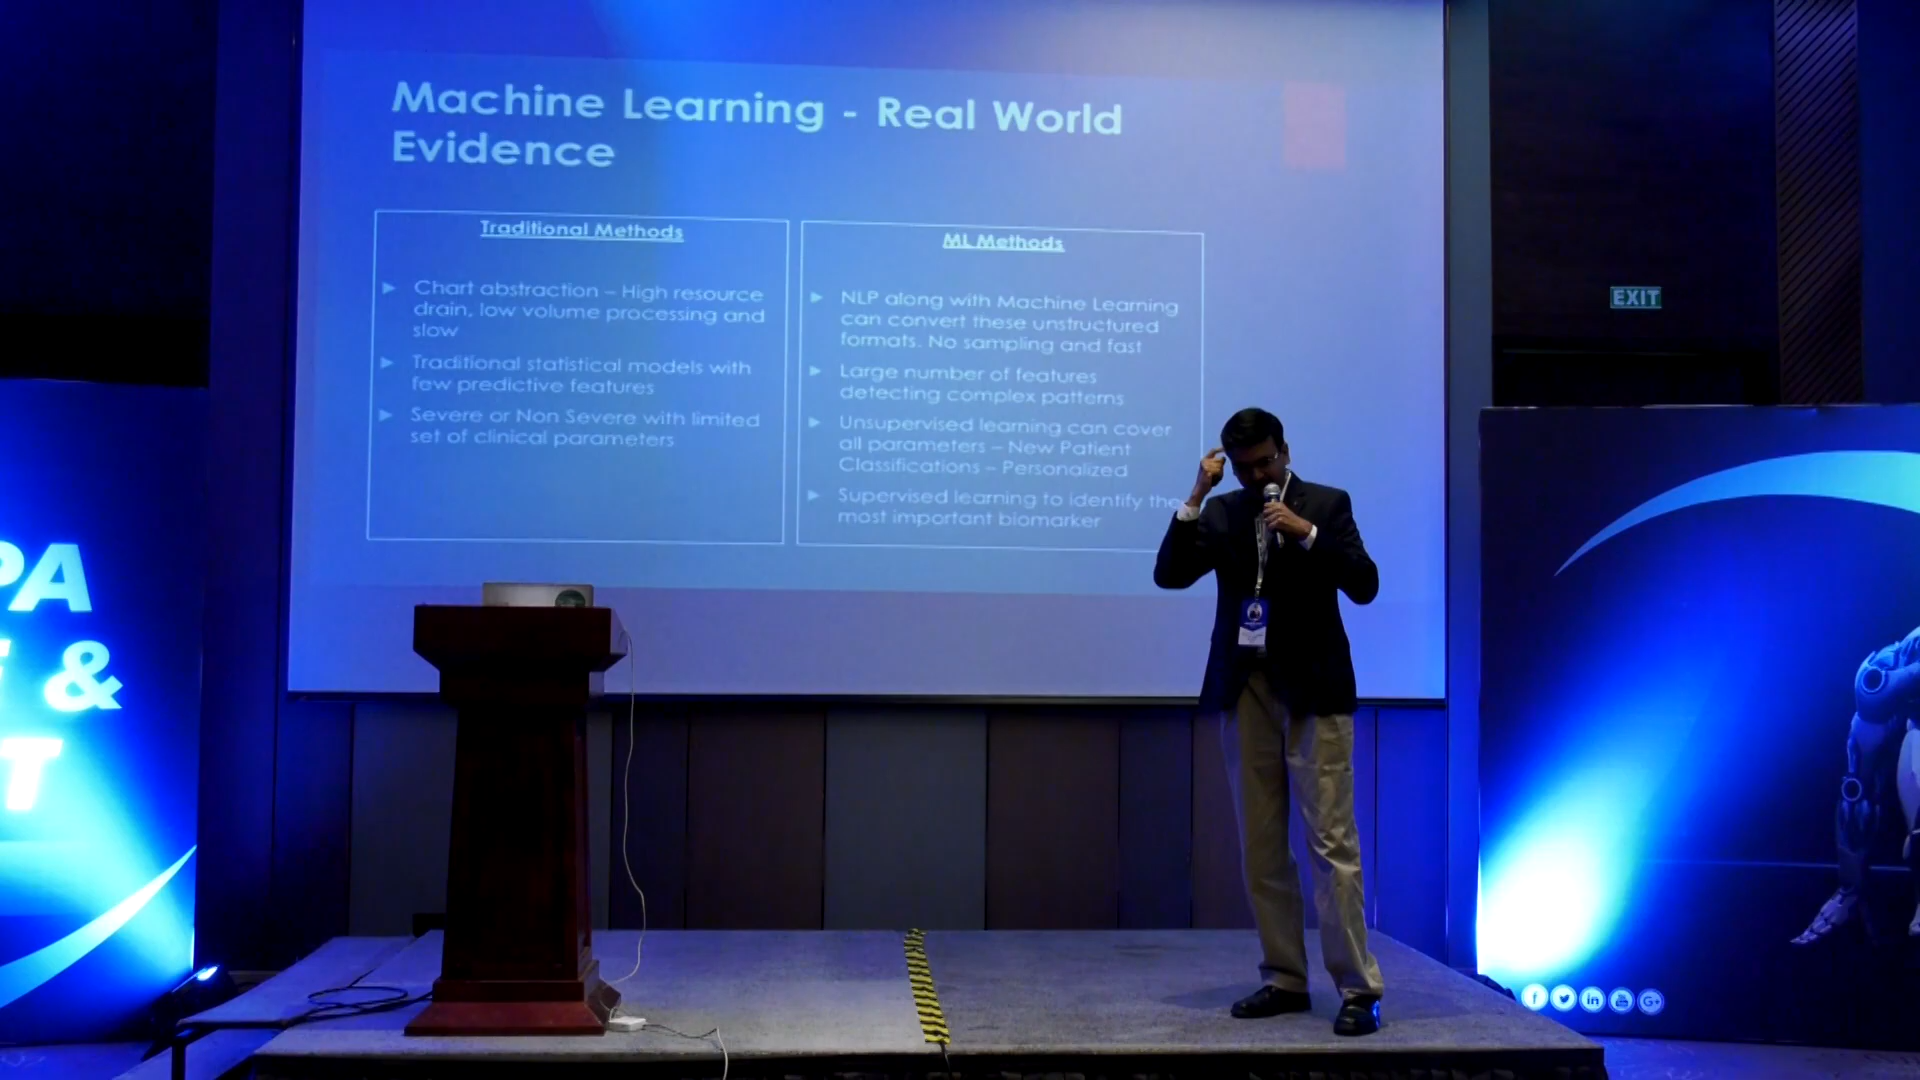 Machine Learning - Real World
Evidence
Traditional Methods
► Chart abstraction – High resource
drain, low volume processing and
slow
► Traditional statistical models with
few predictive features
► Severe or Non Severe with limited
set of clinical parameters
ML Methods
► NLP along with Machine Learning
can convert these unstructured
formats. No sampling and fast
► Large number of features
detecting complex patterns
► Unsupervised learning can cover
all parameters – New Patient
Classifications – Personalized
► Supervised learning to identify the
most important biomarker
EXIT
PA
&
T
f in G+